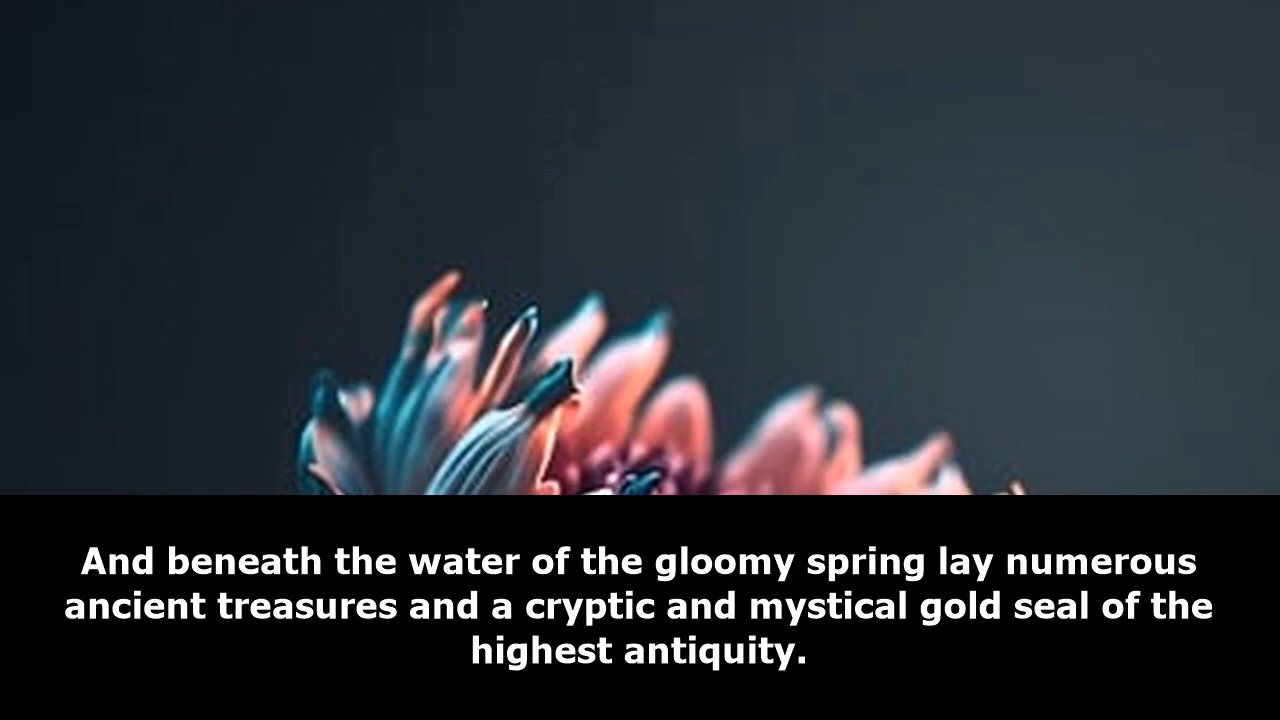 And beneath the water of the gloomy spring lay numerous
ancient treasures and a cryptic and mystical gold seal of the
highest antiquity.